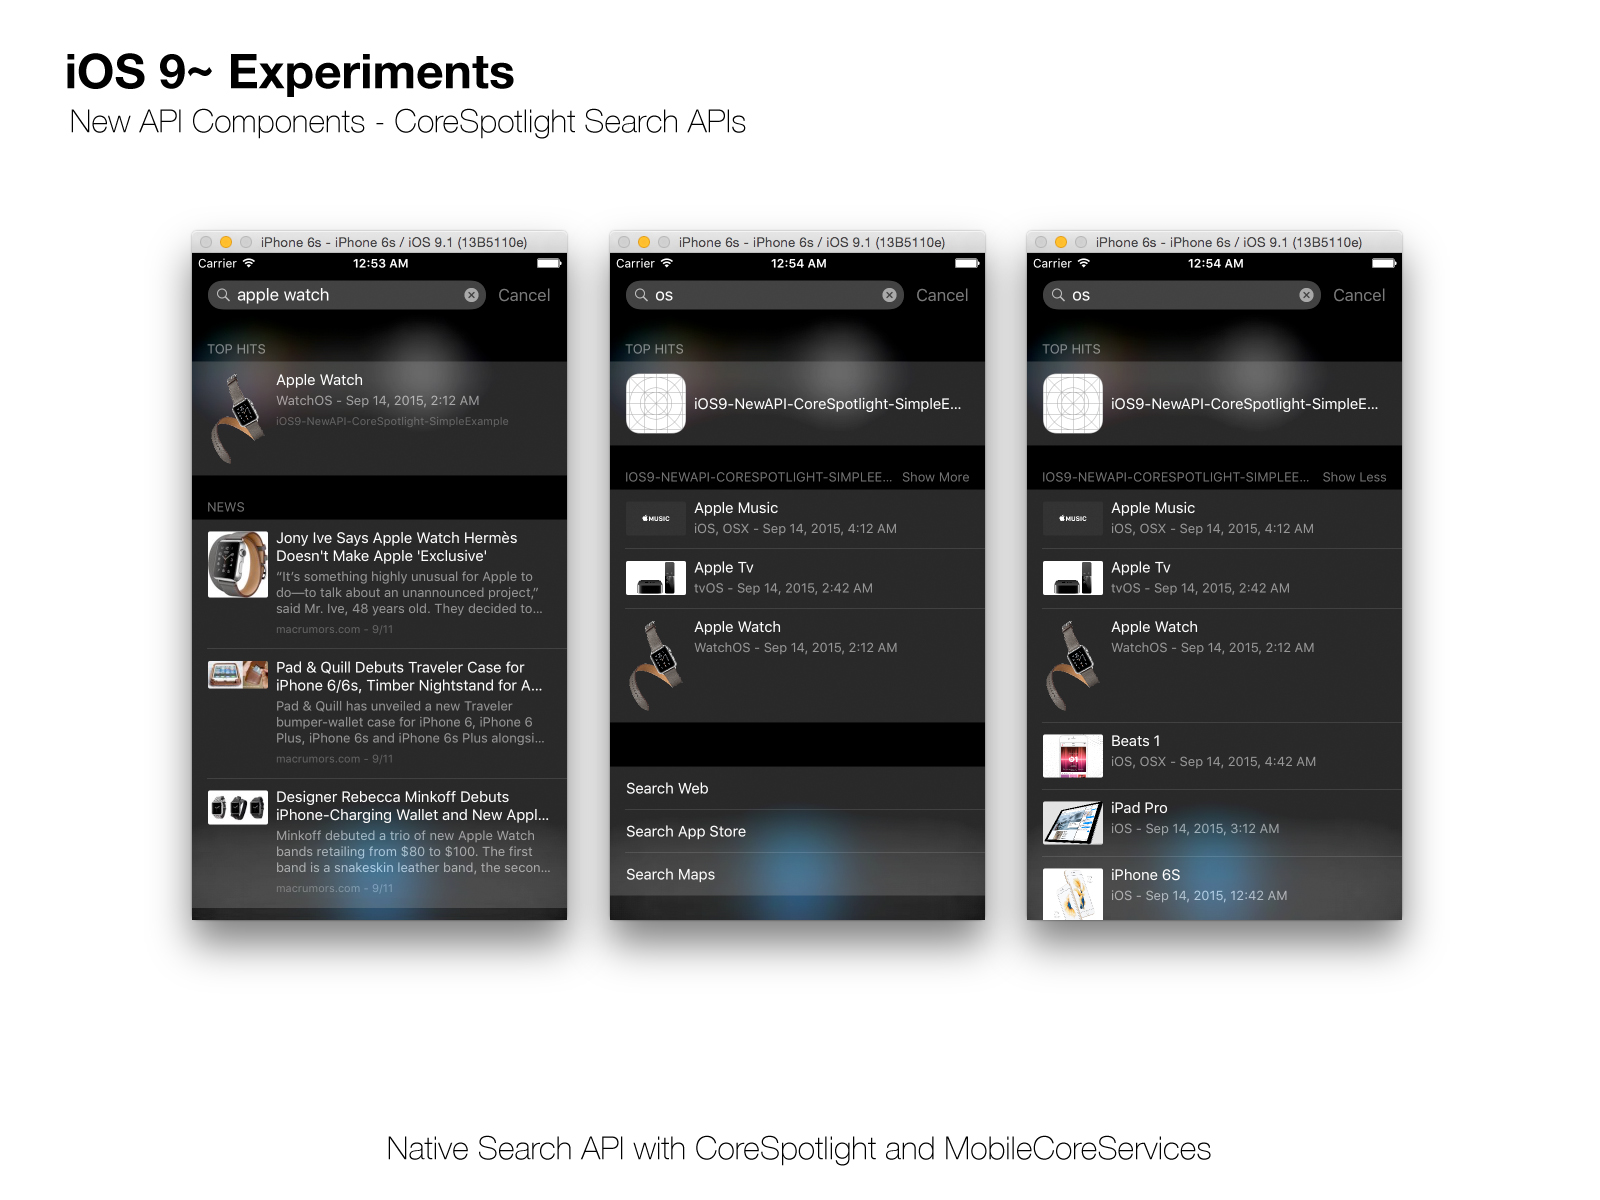 iOS 9~ Experiments
New API Components - CoreSpotlight Search APIs
iPhone 6s - iPhone 6s / iOS 9.1 (13B5110e)
Carrier 12:53 AM
apple watch Cancel
TOP HITS
Apple Watch
WatchOS - Sep 14, 2015, 2:12 AM
iOS9-NewAPI-CoreSpotlight-SimpleExample
NEWS
Jony Ive Says Apple Watch Hermès
Doesn't Make Apple 'Exclusive'
“It's something highly unusual for Apple to
do—to talk about an unannounced project,”
said Mr. Ive, 48 years old. They decided to...
macrumors.com - 9/11
Pad & Quill Debuts Traveler Case for
iPhone 6/6s, Timber Nightstand for A...
Pad & Quill has unveiled a new Traveler
bumper-wallet case for iPhone 6, iPhone 6
Plus, iPhone 6s and iPhone 6s Plus alongsi...
macrumors.com - 9/11
Designer Rebecca Minkoff Debuts
iPhone-Charging Wallet and New Appl...
Minkoff debuted a trio of new Apple Watch
bands retailing from $80 to $100. The first
band is a snakeskin leather band, the secon...
macrumors.com - 9/11
iPhone 6s - iPhone 6s / iOS 9.1 (13B5110e)
Carrier 12:54 AM
os Cancel
TOP HITS
iOS9-NewAPI-CoreSpotlight-SimpleE...
IOS9-NEWAPI-CORESPOTLIGHT-SIMPLEE... Show More
MUSIC
Apple Music
iOS, OSX - Sep 14, 2015, 4:12 AM
Apple Tv
tvOS - Sep 14, 2015, 2:42 AM
Apple Watch
WatchOS - Sep 14, 2015, 2:12 AM
Search Web
Search App Store
Search Maps
iPhone 6s - iPhone 6s / iOS 9.1 (13B5110e)
Carrier 12:54 AM
os Cancel
TOP HITS
iOS9-NewAPI-CoreSpotlight-SimpleE...
IOS9-NEWAPI-CORESPOTLIGHT-SIMPLEE... Show Less
MUSIC
Apple Music
iOS, OSX - Sep 14, 2015, 4:12 AM
Apple Tv
tvOS - Sep 14, 2015, 2:42 AM
Apple Watch
WatchOS - Sep 14, 2015, 2:12 AM
Beats 1
iOS, OSX - Sep 14, 2015, 4:42 AM
iPad Pro
iOS - Sep 14, 2015, 3:12 AM
iPhone 6S
iOS - Sep 14, 2015, 12:42 AM
Native Search API with CoreSpotlight and MobileCoreServices